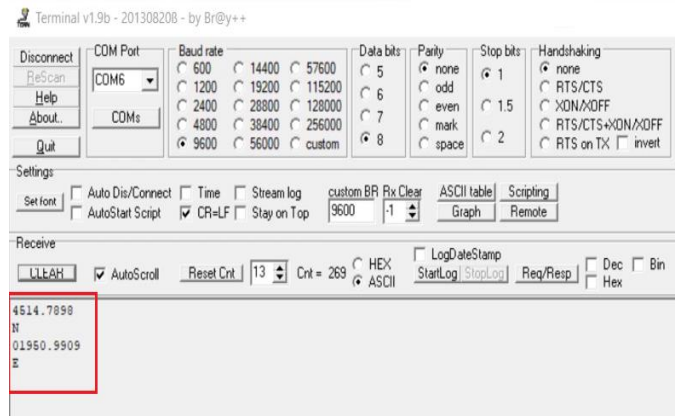 Terminal v1.9b - 201308208 - by Br@y++
Disconnect
ReScan
Help
About..
Quit
COM Port
COM6
COMs
Baud rate
600 14400 57600
1200 19200 115200
2400 28800 128000
4800 38400 256000
9600 56000 custom
Data bits
5
6
7
8
Parity
none
odd
even
mark
space
Stop bits
1
1.5
2
Handshaking
none
RTS/CTS
XON/XOFF
RTS/CTS+XON/XOFF
RTS on TX invert
Settings
Set font
Auto Dis/Connect Time Stream log
AutoStart Script CR=LF Stay on Top
custom BR Rx Clear
9600 -1
ASCII table Scripting
Graph Remote
Receive
CLEAR AutoScroll Reset Cnt 13 Cnt = 269
HEX
ASCII
LogDateStamp
StartLog StopLog Req/Resp
Dec Bin
Hex
4514.7898
N
01950.9909
E